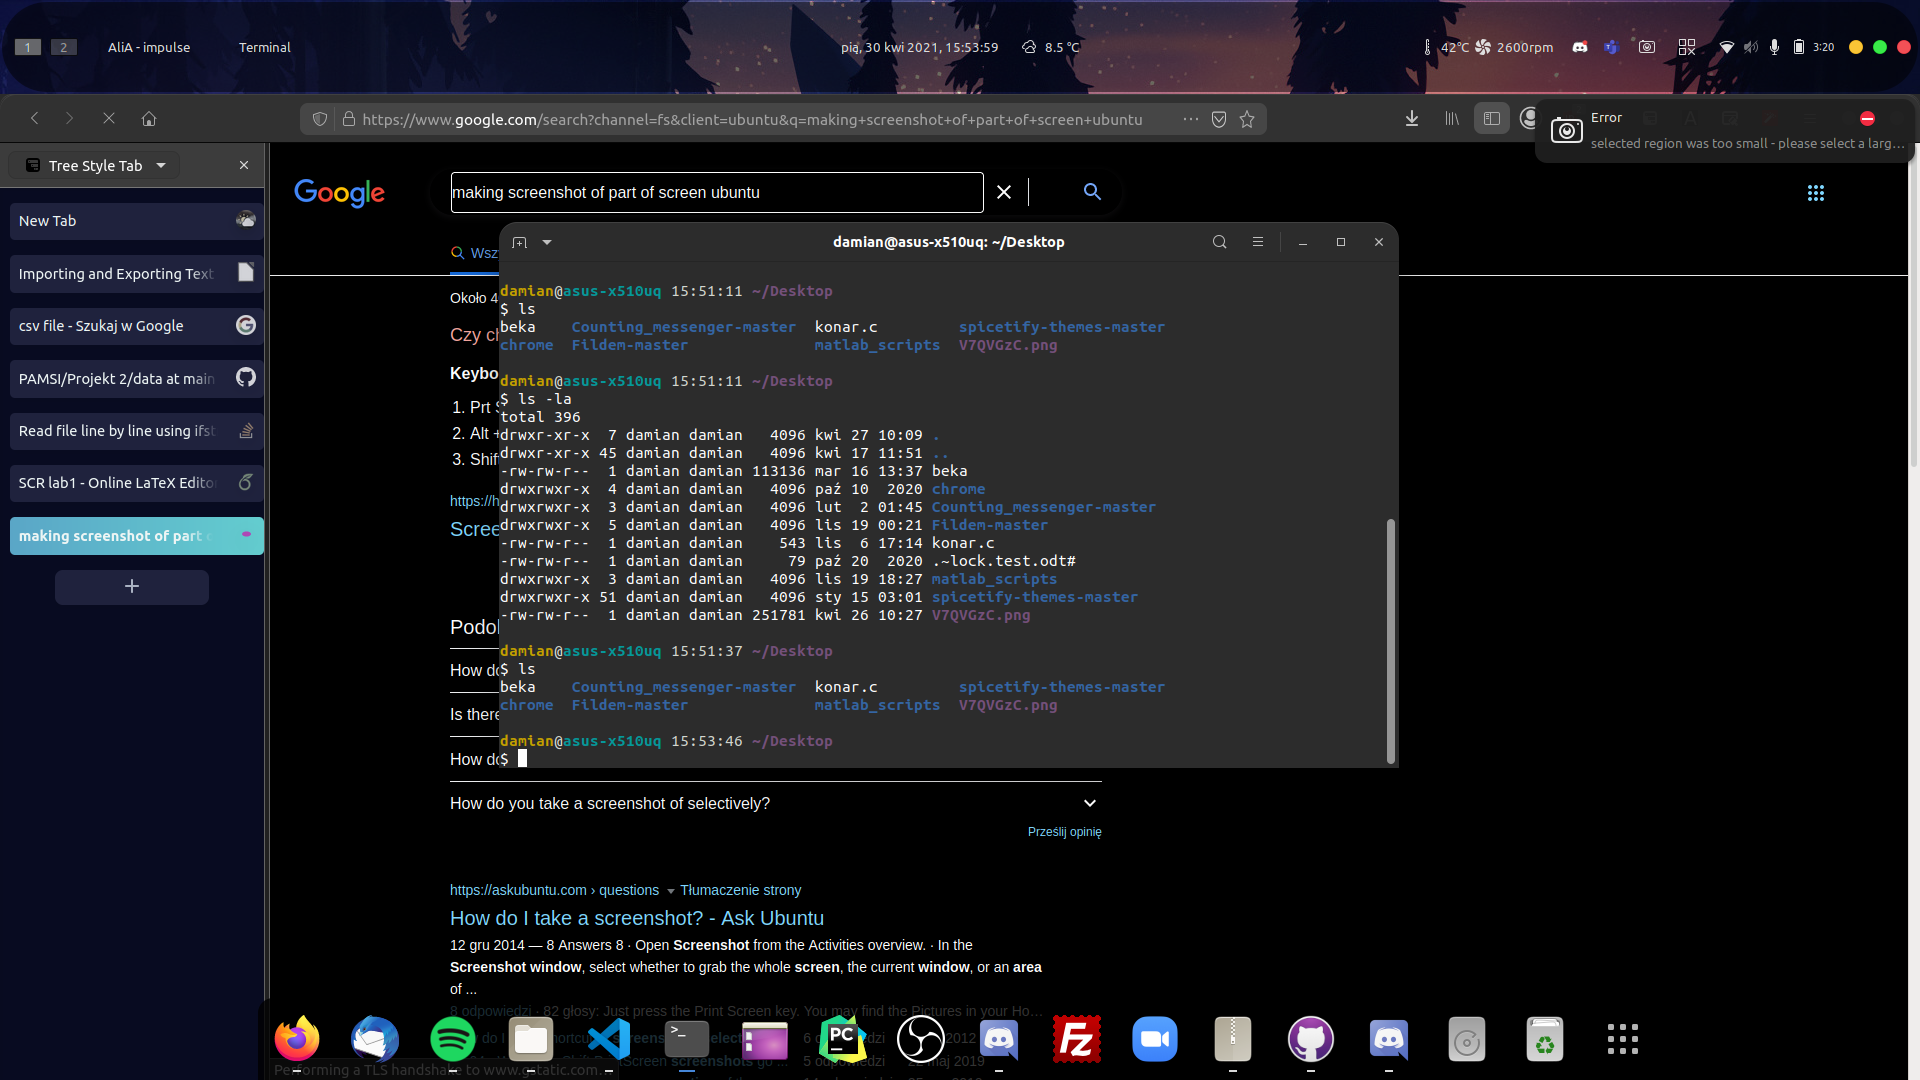 1 2 AliA - impulse Terminal pią, 30 kwi 2021, 15:53:59 8.5 °C 42°C 2600rpm 3:20
https://www.google.com/search?channel=fs&client=ubuntu&q=making+screenshot+of+part+of+screen+ubuntu
Error
selected region was too small - please select a larg…
Tree Style Tab
New Tab
Importing and Exporting Text
csv file - Szukaj w Google
PAMSI/Projekt 2/data at main
Read file line by line using ifst
SCR lab1 - Online LaTeX Edito
making screenshot of part o
Google
making screenshot of part of screen ubuntu
Wsz
Około 4
Czy ch
Keybo
1. Prt S
2. Alt +
3. Shif
https://h
Scree
Podob
How do
Is there
How do
damian@asus-x510uq: ~/Desktop
damian@asus-x510uq 15:51:11 ~/Desktop
$ ls
beka Counting_messenger-master konar.c spicetify-themes-master
chrome Fildem-master matlab_scripts V7QVGzC.png
damian@asus-x510uq 15:51:11 ~/Desktop
$ ls -la
total 396
drwxr-xr-x 7 damian damian 4096 kwi 27 10:09 .
drwxr-xr-x 45 damian damian 4096 kwi 17 11:51 ..
-rw-rw-r-- 1 damian damian 113136 mar 16 13:37 beka
drwxrwxr-x 4 damian damian 4096 paź 10 2020 chrome
drwxrwxr-x 3 damian damian 4096 lut 2 01:45 Counting_messenger-master
drwxrwxr-x 5 damian damian 4096 lis 19 00:21 Fildem-master
-rw-rw-r-- 1 damian damian 543 lis 6 17:14 konar.c
-rw-rw-r-- 1 damian damian 79 paź 20 2020 .~lock.test.odt#
drwxrwxr-x 3 damian damian 4096 lis 19 18:27 matlab_scripts
drwxrwxr-x 51 damian damian 4096 sty 15 03:01 spicetify-themes-master
-rw-rw-r-- 1 damian damian 251781 kwi 26 10:27 V7QVGzC.png
damian@asus-x510uq 15:51:37 ~/Desktop
$ ls
beka Counting_messenger-master konar.c spicetify-themes-master
chrome Fildem-master matlab_scripts V7QVGzC.png
damian@asus-x510uq 15:53:46 ~/Desktop
$
How do you take a screenshot of selectively?
Prześlij opinię
https://askubuntu.com › questions Tłumaczenie strony
How do I take a screenshot? - Ask Ubuntu
12 gru 2014 — 8 Answers 8 · Open Screenshot from the Activities overview. · In the
Screenshot window, select whether to grab the whole screen, the current window, or an area
of ...
8 odpowiedzi · 82 głosy: Just press the Print Screen key. You may find the Pictures in your Ho…
PC
Fz
Performing a TLS handshake to www.gstatic.com…